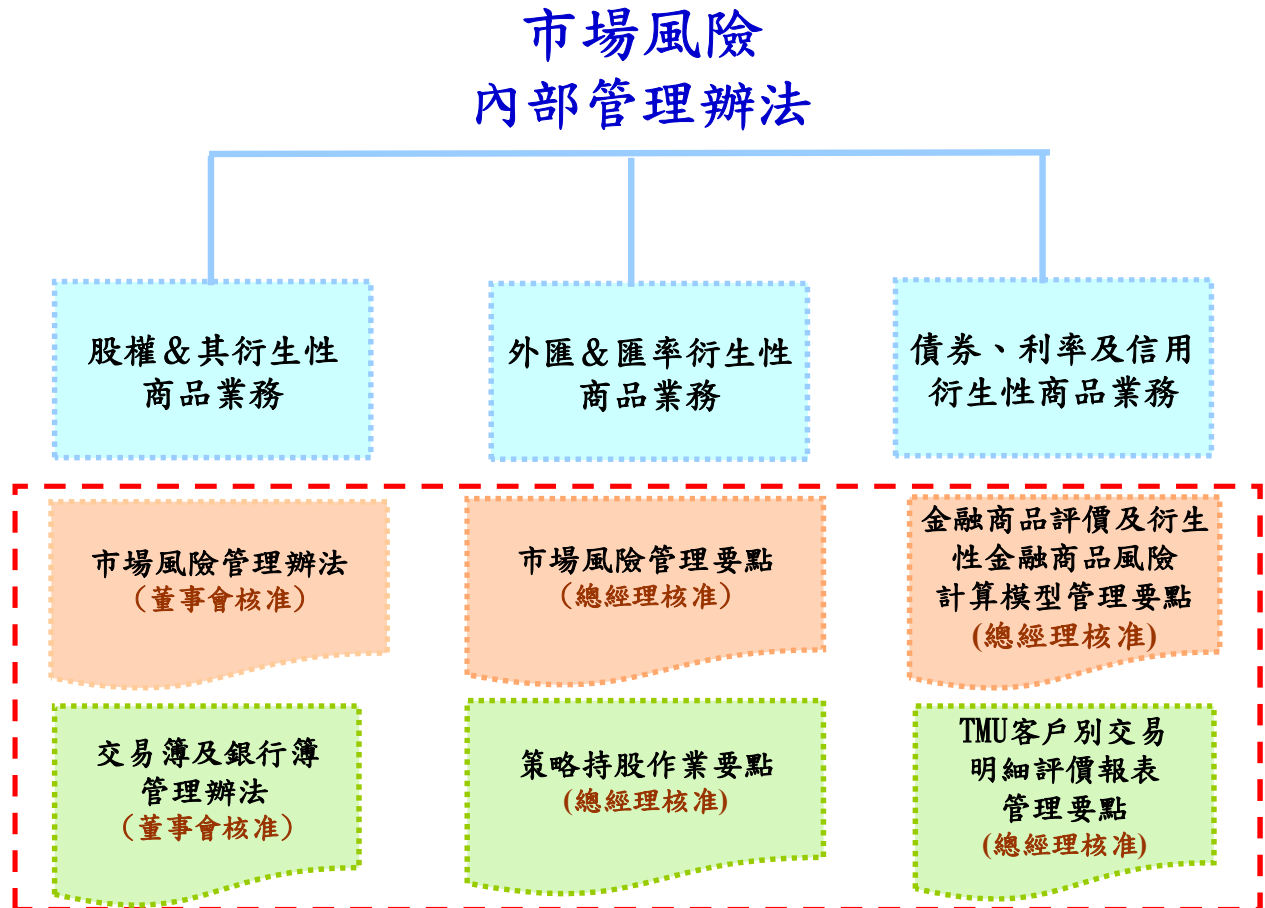 市場風險
內部管理辦法
股權＆其衍生性
商品業務
外匯＆匯率衍生性
商品業務
債券、利率及信用
衍生性商品業務
市場風險管理辦法
（董事會核准）
市場風險管理要點
（總經理核准）
金融商品評價及衍生
性金融商品風險
計算模型管理要點
(總經理核准)
交易簿及銀行簿
管理辦法
（董事會核准）
策略持股作業要點
(總經理核准)
TMU客戶別交易
明細評價報表
管理要點
(總經理核准)